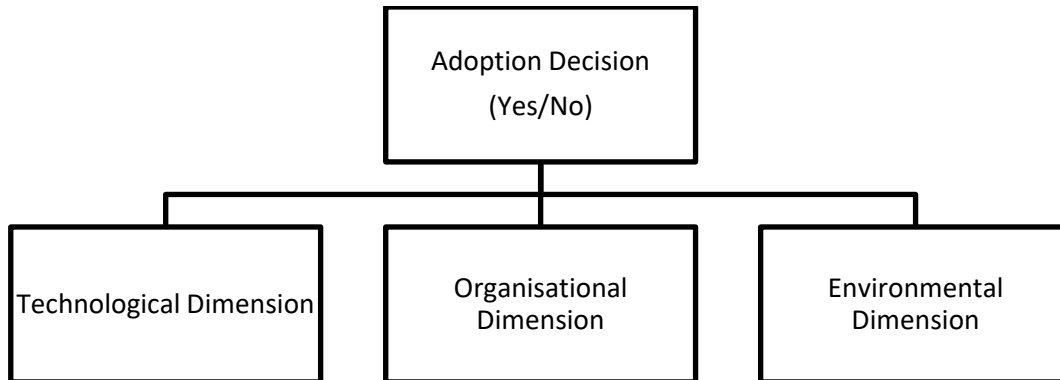 Adoption Decision
(Yes/No)
Technological Dimension
Organisational
Dimension
Environmental
Dimension